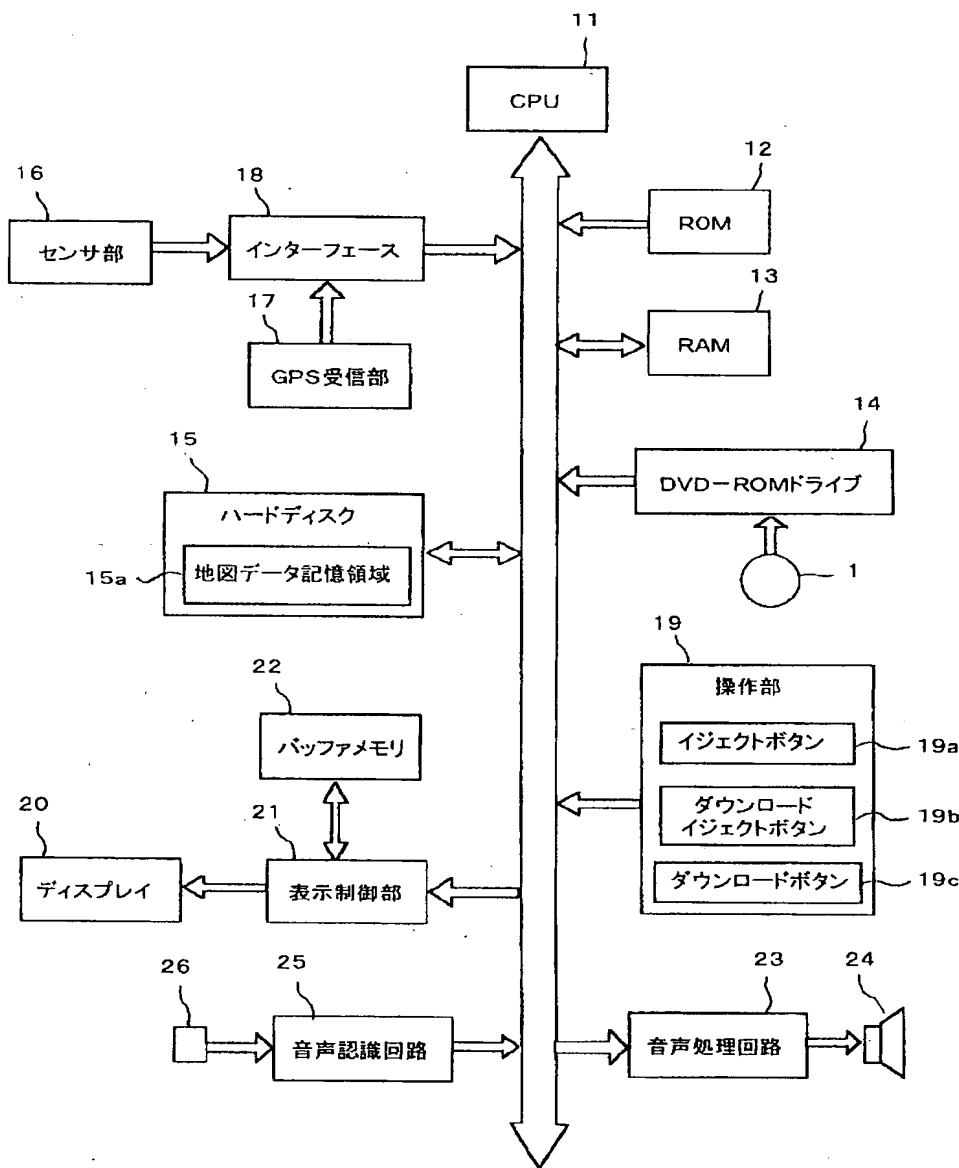 11
CPU
16
センサ部
18
インターフェース
12
ROM
17
GPS受信部
13
RAM
14
DVD-ROMドライブ
1
15
ハードディスク
15a
地図データ記憶領域
19
操作部
イジェクトボタン
19a
ダウンロード
イジェクトボタン
19b
ダウンロードボタン
19c
22
バッファメモリ
20
ディスプレイ
21
表示制御部
26
25
音声認識回路
23
音声処理回路
24